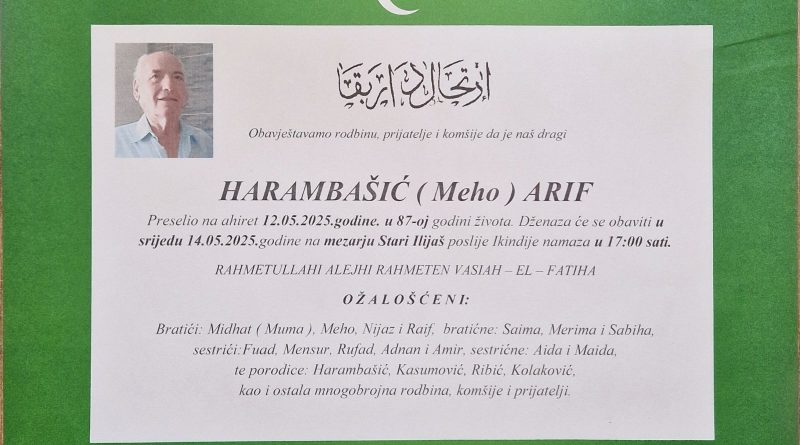 ارتحال دار بقا
Obavještavamo rodbinu, prijatelje i komšije da je naš dragi
HARAMBAŠIĆ ( Meho ) ARIF
Preselio na ahiret 12.05.2025.godine. u 87-oj godini života. Dženaza će se obaviti u
srijedu 14.05.2025.godine na mezarju Stari Ilijaš poslije Ikindije namaza u 17:00 sati.
RAHMETULLAHI ALEJHI RAHMETEN VASIAH – EL – FATIHA
OŽALOŠĆENI:
Bratići: Midhat ( Muma ), Meho, Nijaz i Raif, bratične: Saima, Merima i Sabiha,
sestrići:Fuad, Mensur, Rufad, Adnan i Amir, sestrične: Aida i Maida,
te porodice: Harambašić, Kasumović, Ribić, Kolaković,
kao i ostala mnogobrojna rodbina, komšije i prijatelji.